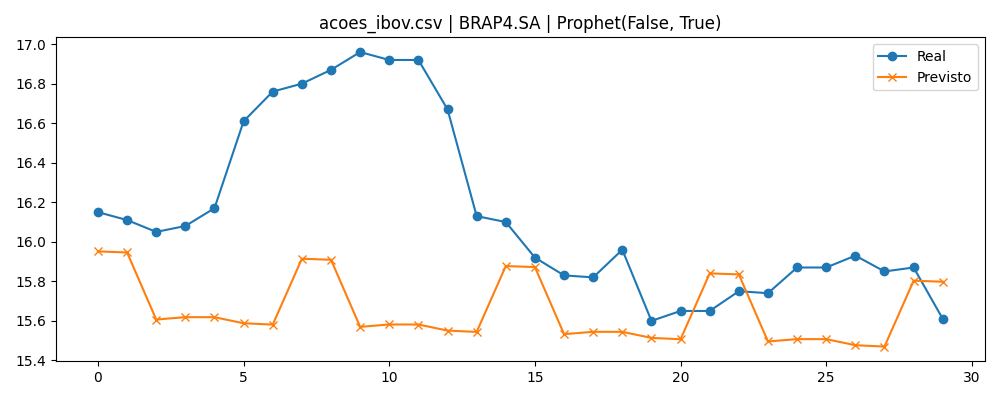 acoes_ibov.csv | BRAP4.SA | Prophet(False, True)
Real
Previsto
17.0
16.8
16.6
16.4
16.2
16.0
15.8
15.6
15.4
0 5 10 15 20 25 30